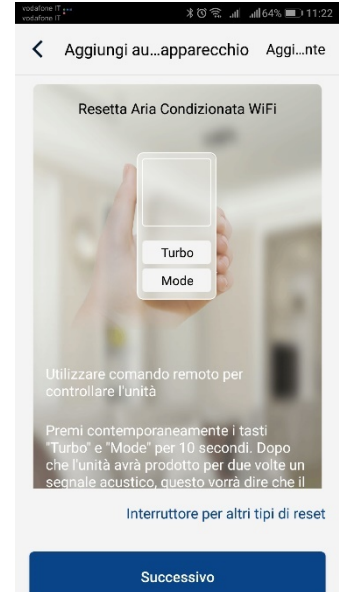 vodafone IT
vodafone IT
64% 11:22
Aggiungi au...apparecchio Aggi...nte
Resetta Aria Condizionata WiFi
Turbo
Mode
Utilizzare comando remoto per
controllare l'unità
Premi contemporaneamente i tasti
"Turbo" e "Mode" per 10 secondi. Dopo
che l'unità avrà prodotto per due volte un
segnale acustico, questo vorrà dire che il
Interruttore per altri tipi di reset
Successivo